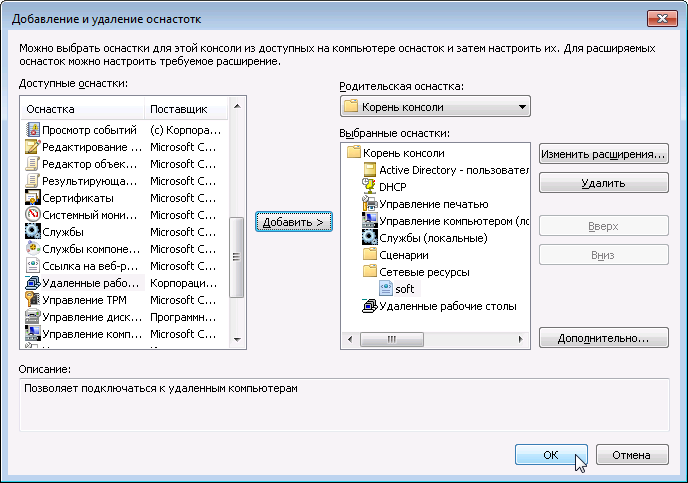 Добавление и удаление оснастотк
Можно выбрать оснастки для этой консоли из доступных на компьютере оснасток и затем настроить их. Для расширяемых
оснасток можно настроить требуемое расширение.
Доступные оснастки:
Оснастка Поставщик
Просмотр событий (c) Корпора...
Редактирование ... Microsoft C...
Редактор объек... Microsoft C...
Результирующа... Microsoft C...
Сертификаты Microsoft C...
Системный мони... Microsoft C...
Службы Microsoft C...
Службы компоне... Microsoft C...
Ссылка на веб-р... Microsoft C...
Удаленные рабо... Корпораци...
Управление TPM Microsoft C...
Управление диск... Программн...
Управление комп... Microsoft C...
Добавить >
Родительская оснастка:
Корень консоли
Выбранные оснастки:
Корень консоли
Active Directory - пользовател
DHCP
Управление печатью
Управление компьютером (ло
Службы (локальные)
Сценарии
Сетевые ресурсы
soft
Удаленные рабочие столы
Изменить расширения...
Удалить
Вверх
Вниз
Дополнительно...
Описание:
Позволяет подключаться к удаленным компьютерам
ОК
Отмена